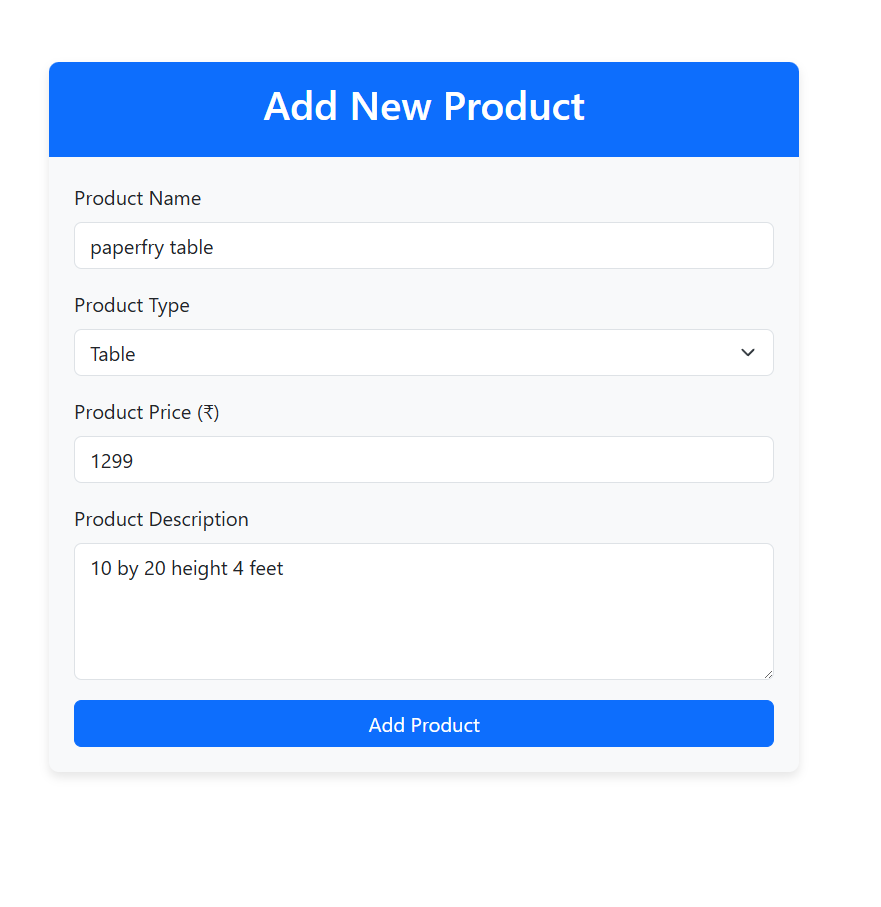 Add New Product
Product Name
paperfry table
Product Type
Table
Product Price (₹)
1299
Product Description
10 by 20 height 4 feet
Add Product